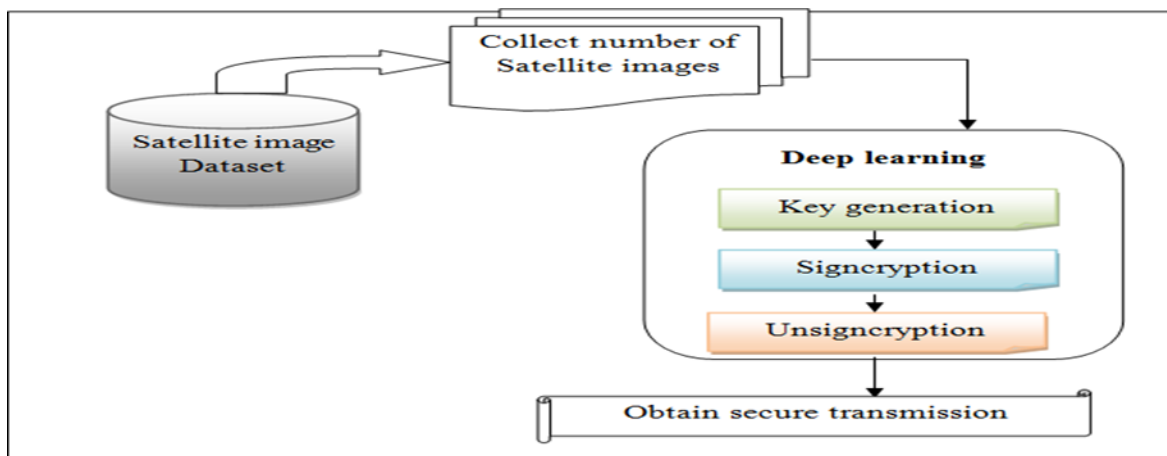 Collect number of
Satellite images
Satellite image
Dataset
Deep learning
Key generation
Signcryption
Unsigncryption
Obtain secure transmission